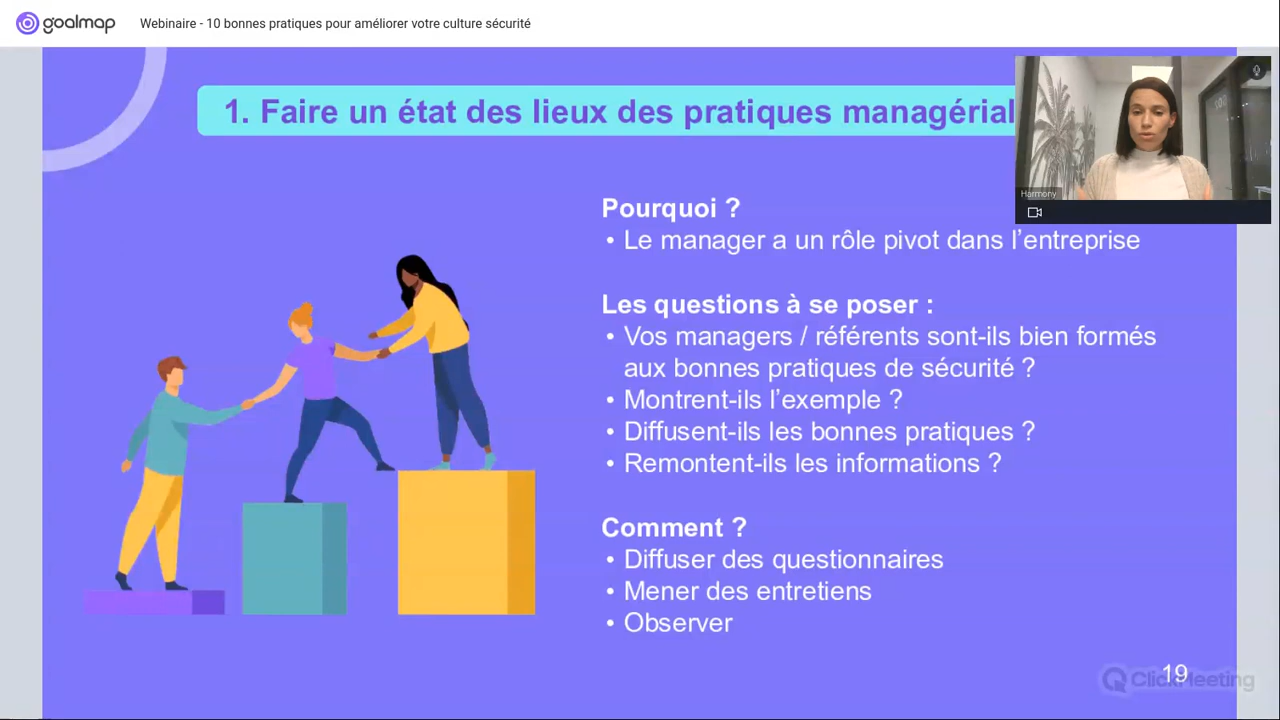 goalmap
Webinaire - 10 bonnes pratiques pour améliorer votre culture sécurité
1. Faire un état des lieux des pratiques managérial
Harmony
Pourquoi ?
• Le manager a un rôle pivot dans l’entreprise
Les questions à se poser :
• Vos managers / référents sont-ils bien formés
aux bonnes pratiques de sécurité ?
• Montrent-ils l’exemple ?
• Diffusent-ils les bonnes pratiques ?
• Remontent-ils les informations ?
Comment ?
• Diffuser des questionnaires
• Mener des entretiens
• Observer
19
ClickMeeting